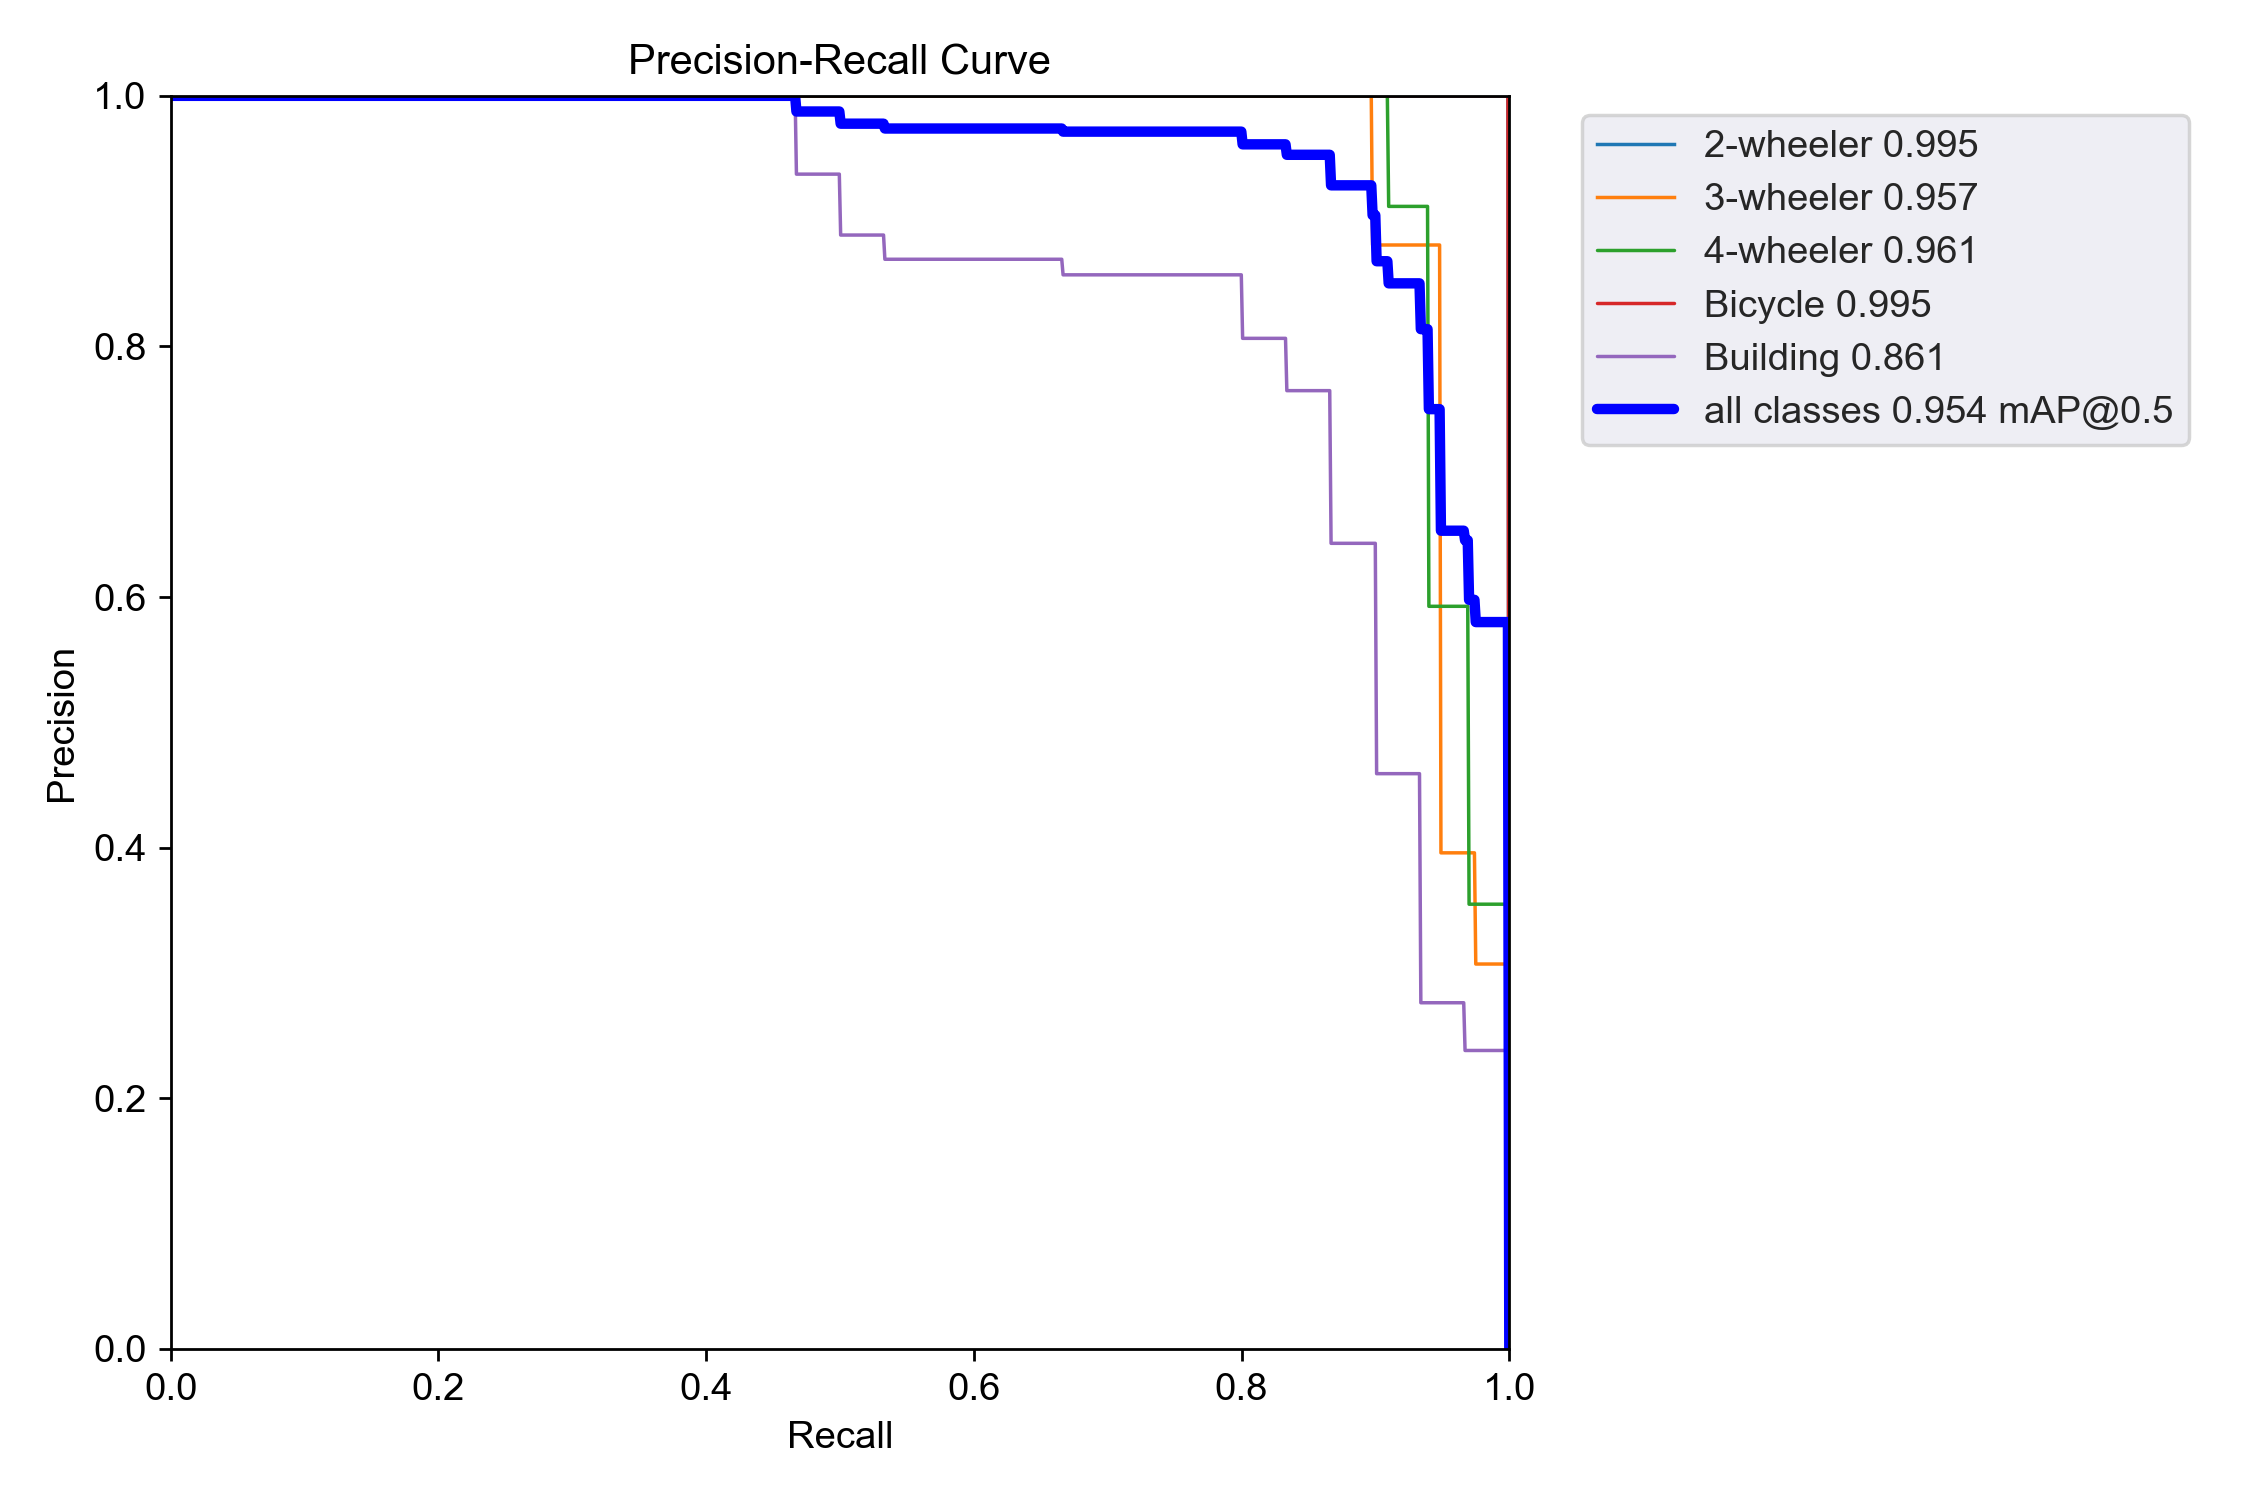 Precision-Recall Curve
1.0
0.8
0.6
0.4
0.2
0.0
Precision
0.0 0.2 0.4 0.6 0.8 1.0
Recall
2-wheeler 0.995
3-wheeler 0.957
4-wheeler 0.961
Bicycle 0.995
Building 0.861
all classes 0.954 mAP@0.5